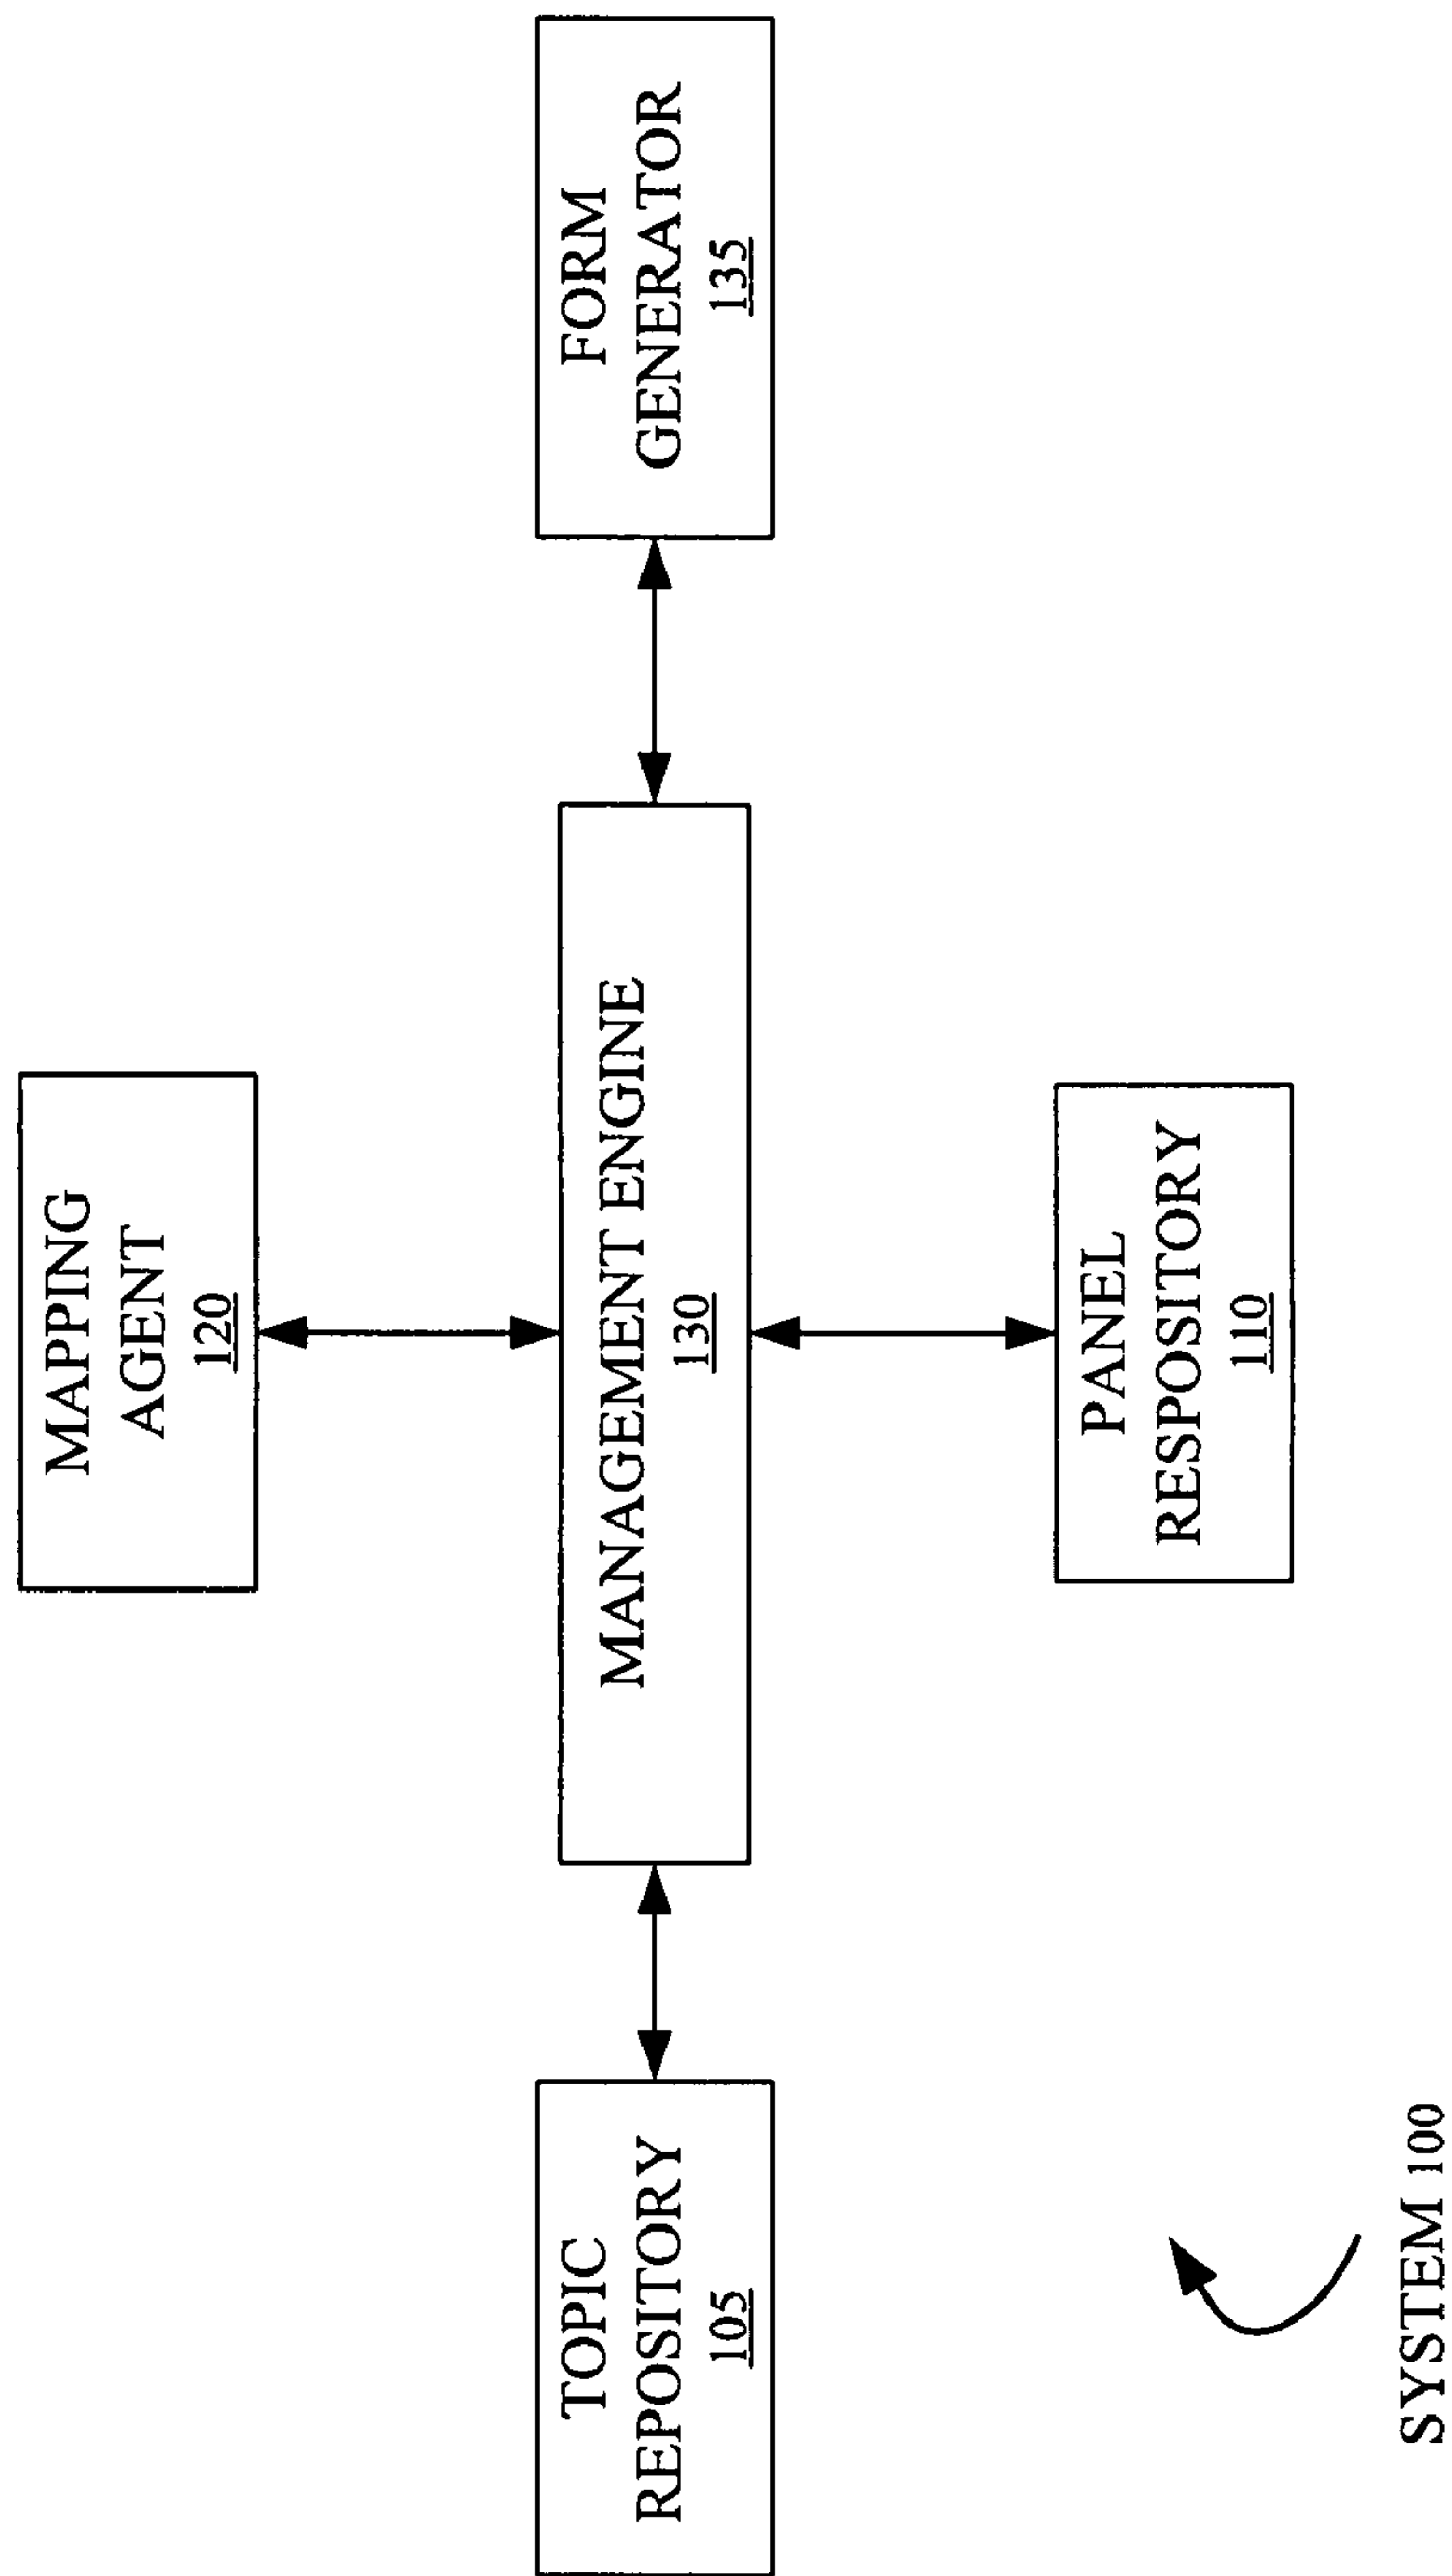 MAPPING
AGENT
120
TOPIC
REPOSITORY
105
MANAGEMENT ENGINE
130
FORM
GENERATOR
135
PANEL
RESPOSITORY
110
SYSTEM 100